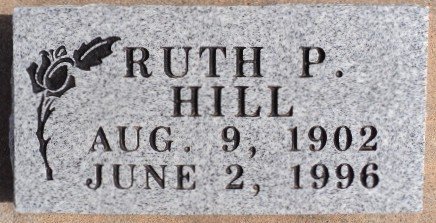 RUTH P.
HILL
AUG. 9, 1902
JUNE 2, 1996